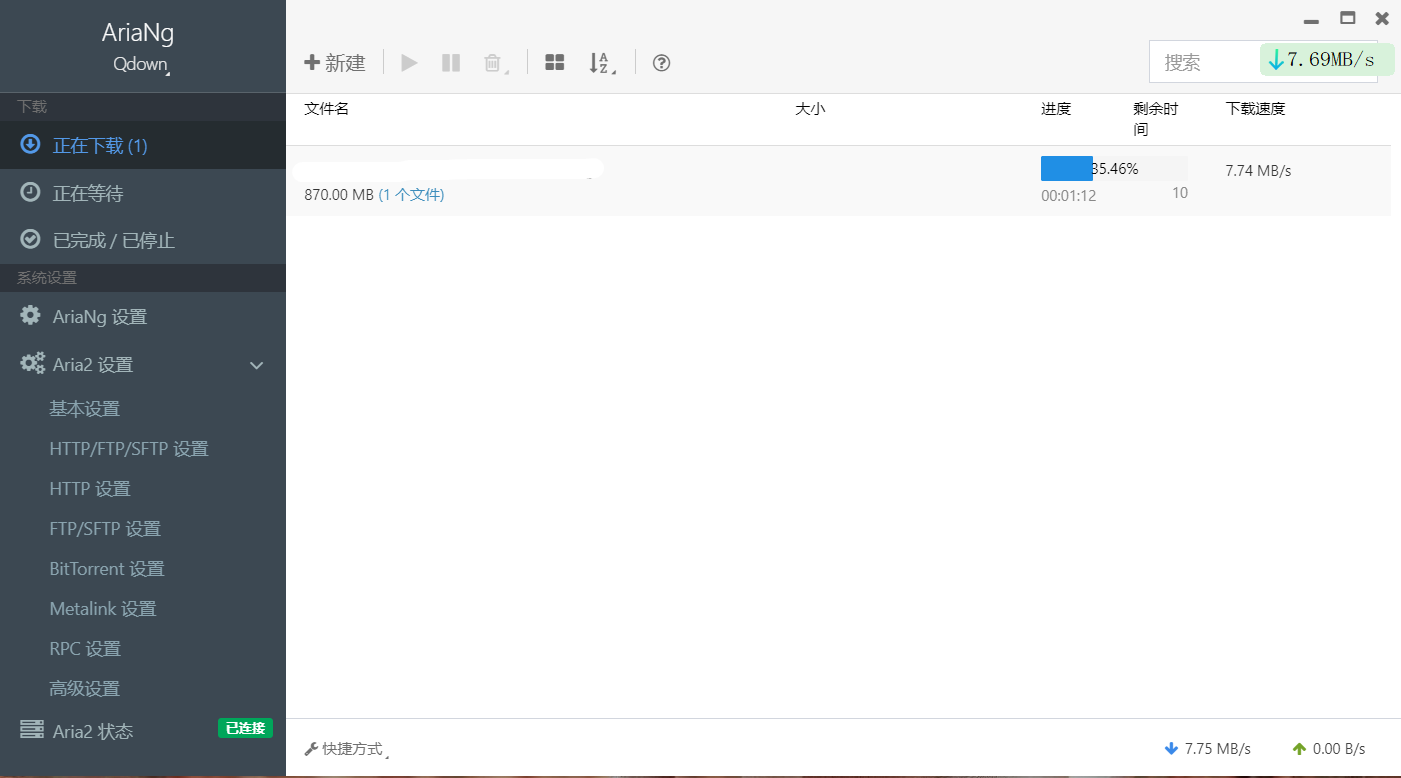 AriaNg
Qdown
下载
正在下载 (1)
正在等待
已完成 / 已停止
系统设置
AriaNg 设置
Aria2 设置
基本设置
HTTP/FTP/SFTP 设置
HTTP 设置
FTP/SFTP 设置
BitTorrent 设置
Metalink 设置
RPC 设置
高级设置
Aria2 状态 已连接
新建
搜索 7.69MB/s
文件名 大小 进度 剩余时间 下载速度
35.46% 7.74 MB/s
870.00 MB (1 个文件) 00:01:12 10
快捷方式 7.75 MB/s 0.00 B/s